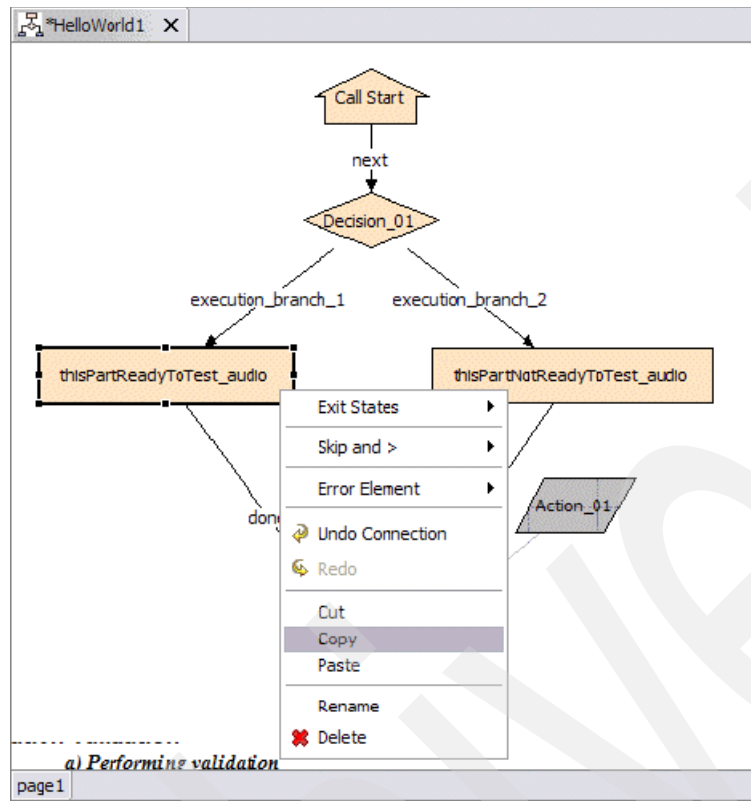 *HelloWorld1 X
Call Start
next
Decision_01
execution_branch_1 execution_branch_2
thisPartReadyToTest_audio thisPartNotReadyToTest_audio
Exit States
Skip and >
Error Element
Action_01
Undo Connection
Redo
Cut
Copy
Paste
Rename
Delete
a) Performing validation
page1